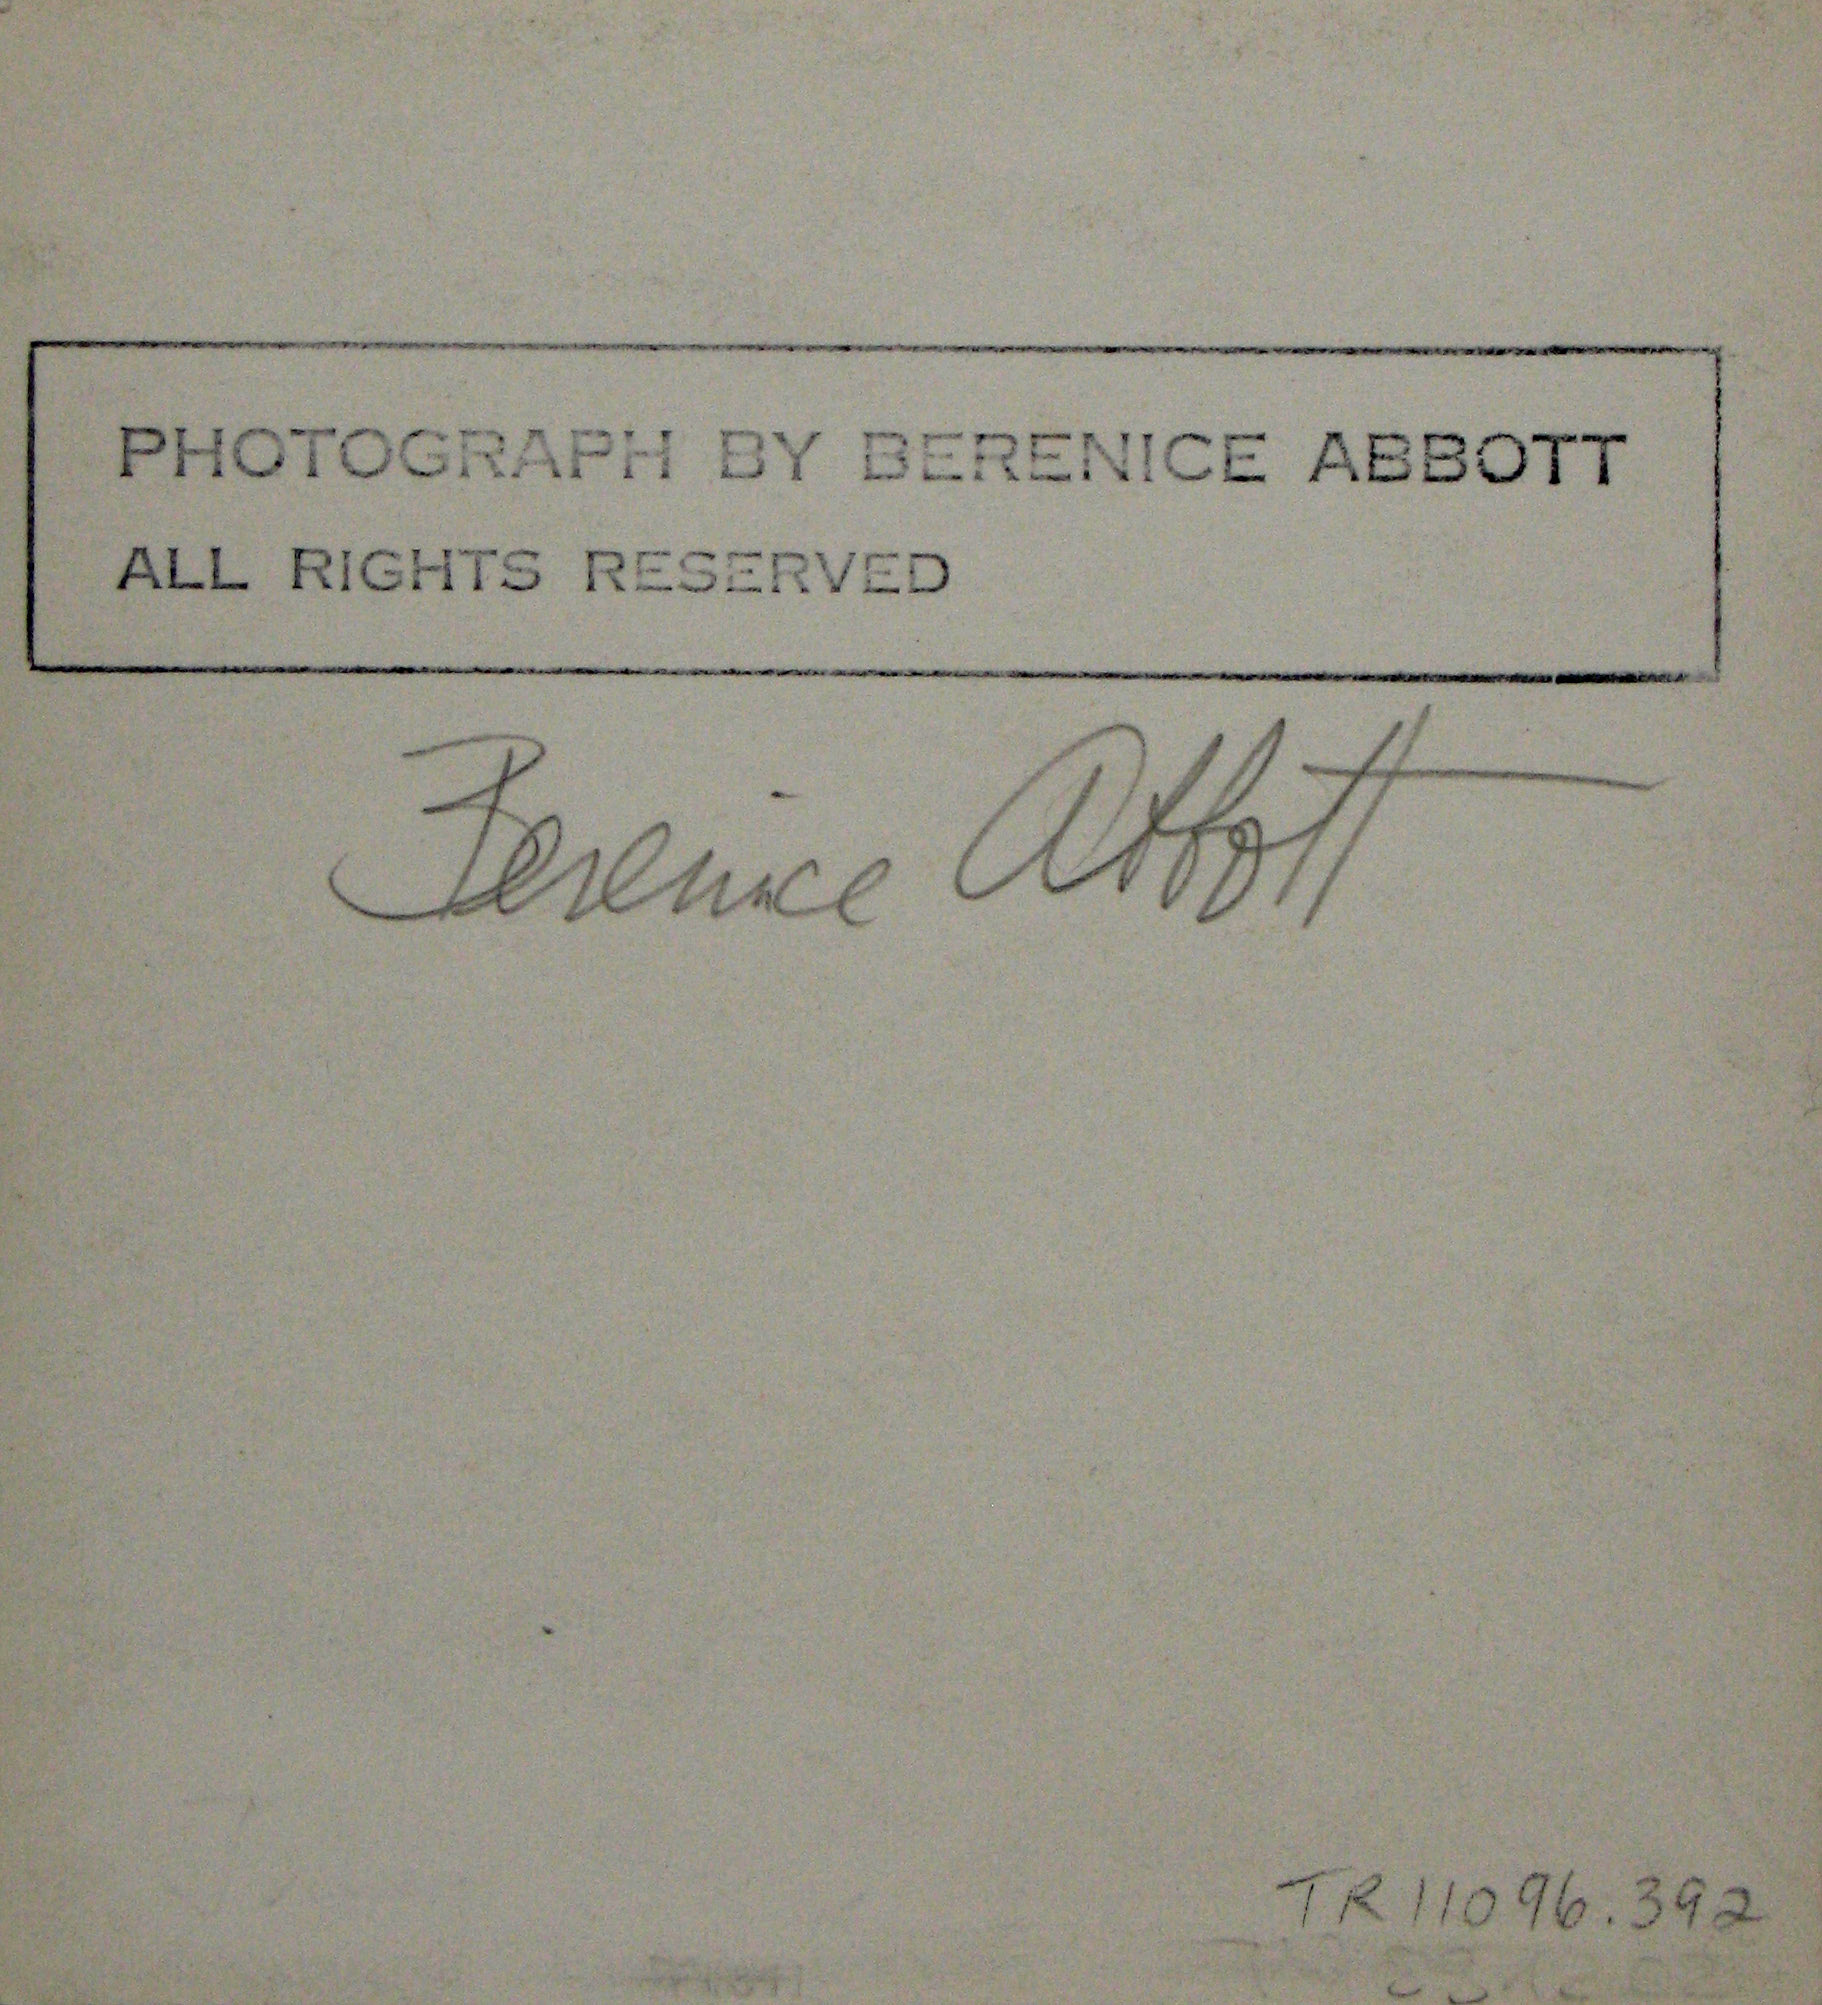 PHOTOGRAPH BY BERENICE ABBOTT
ALL RIGHTS RESERVED
Berenice Abbott
TR11096.392